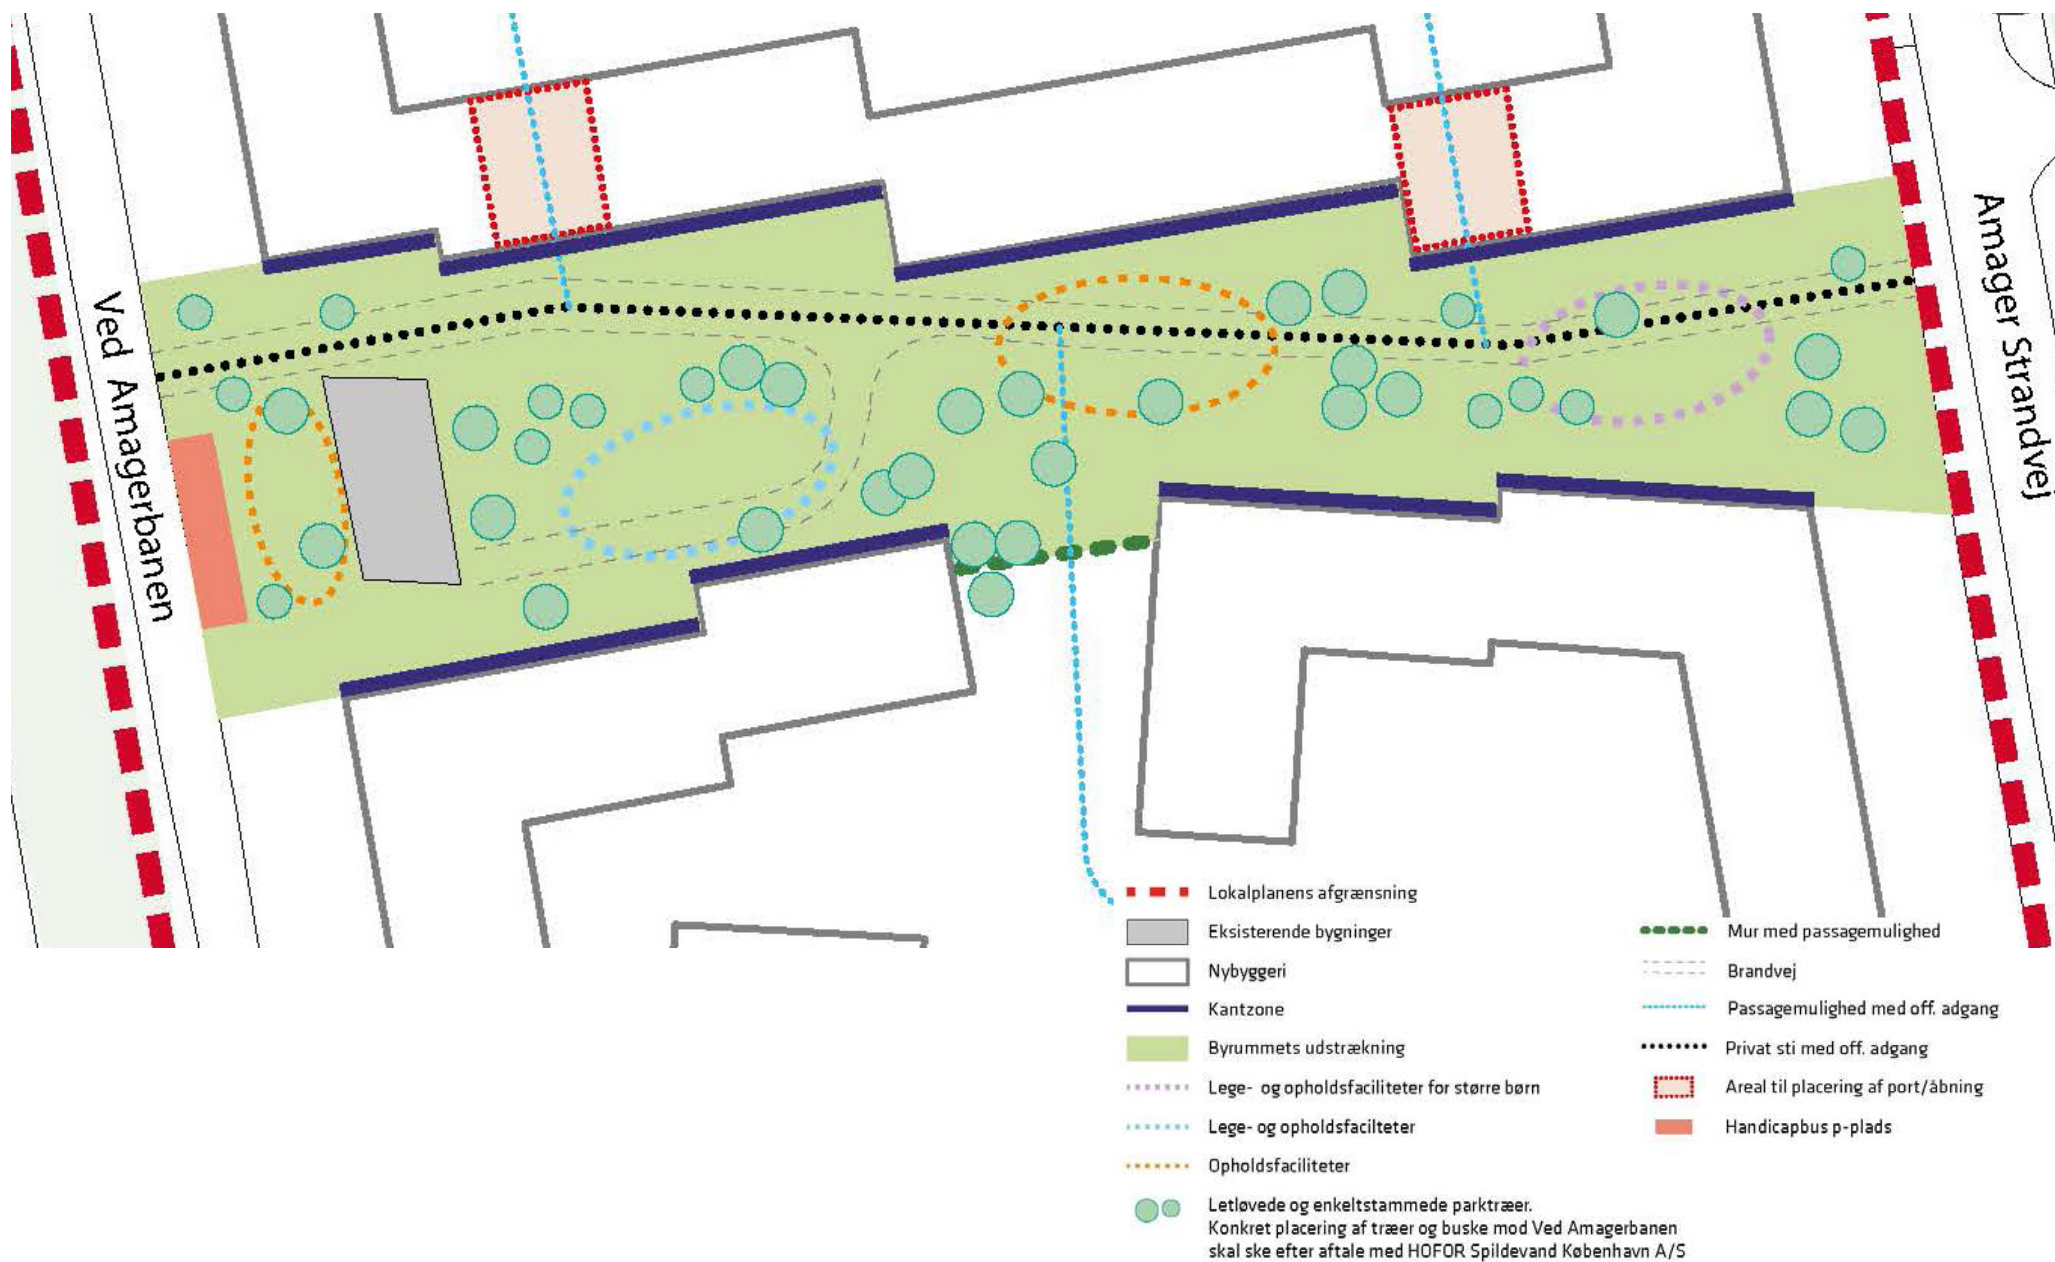 Ved Amagerbanen
Amager Strandvej
Lokalplanens afgrænsning
Eksisterende bygninger
Nybyggeri
Kantzone
Byrummets udstrækning
Lege- og opholdsfaciliteter for større børn
Lege- og opholdsfacilteter
Opholdsfaciliteter
Letløvede og enkeltstammede parktræer.
Konkret placering af træer og buske mod Ved Amagerbanen
skal ske efter aftale med HOFOR Spildevand København A/S
Mur med passagemulighed
Brandvej
Passagemulighed med off. adgang
Privat sti med off. adgang
Areal til placering af port/åbning
Handicapbus p-plads